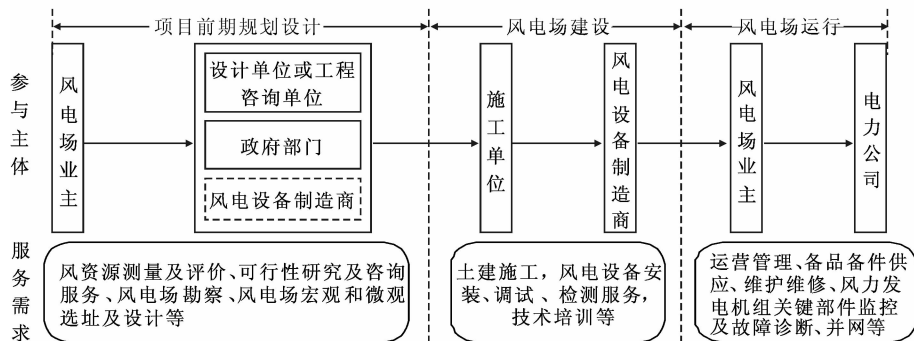 项目前期规划设计
风电场建设
风电场运行
参与主体
风电场业主
设计单位或工程
咨询单位
政府部门
风电设备制造商
施工单位
风电设备制造商
风电场业主
电力公司
服务需求
风资源测量及评价、可行性研究及咨询
服务、风电场勘察、风电场宏观和微观
选址及设计等
土建施工，风电设备安
装、调试、检测服务，
技术培训等
运营管理、备品备件供
应、维护维修、风力发
电机组关键部件监控
及故障诊断、并网等